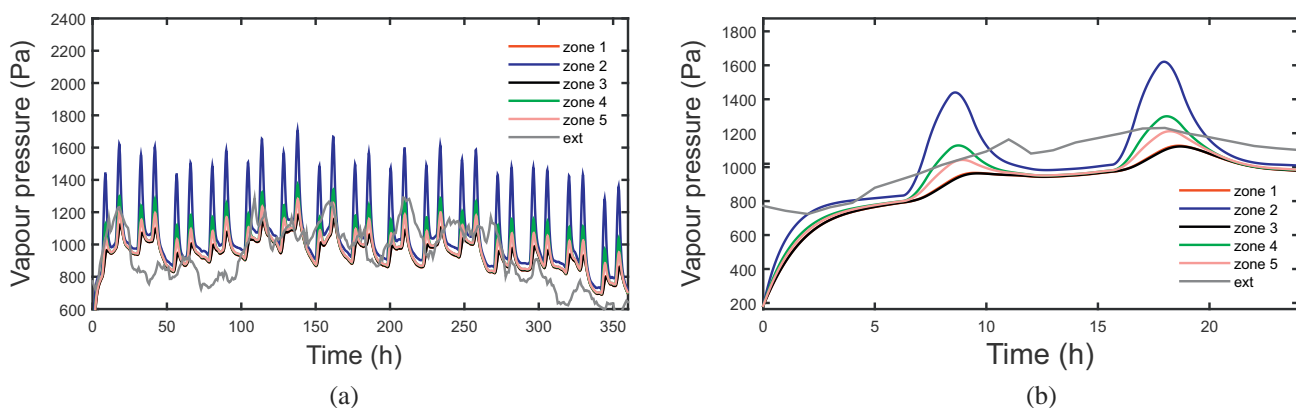 2400
2200
2000
1800
1600
1400
1200
1000
800
600
0
50
100
150
200
250
300
350
Vapour pressure (Pa)
Time (h)
zone 1
zone 2
zone 3
zone 4
zone 5
ext
(a)
1800
1600
1400
1200
1000
800
600
400
200
0
5
10
15
20
Vapour pressure (Pa)
Time (h)
zone 1
zone 2
zone 3
zone 4
zone 5
ext
(b)